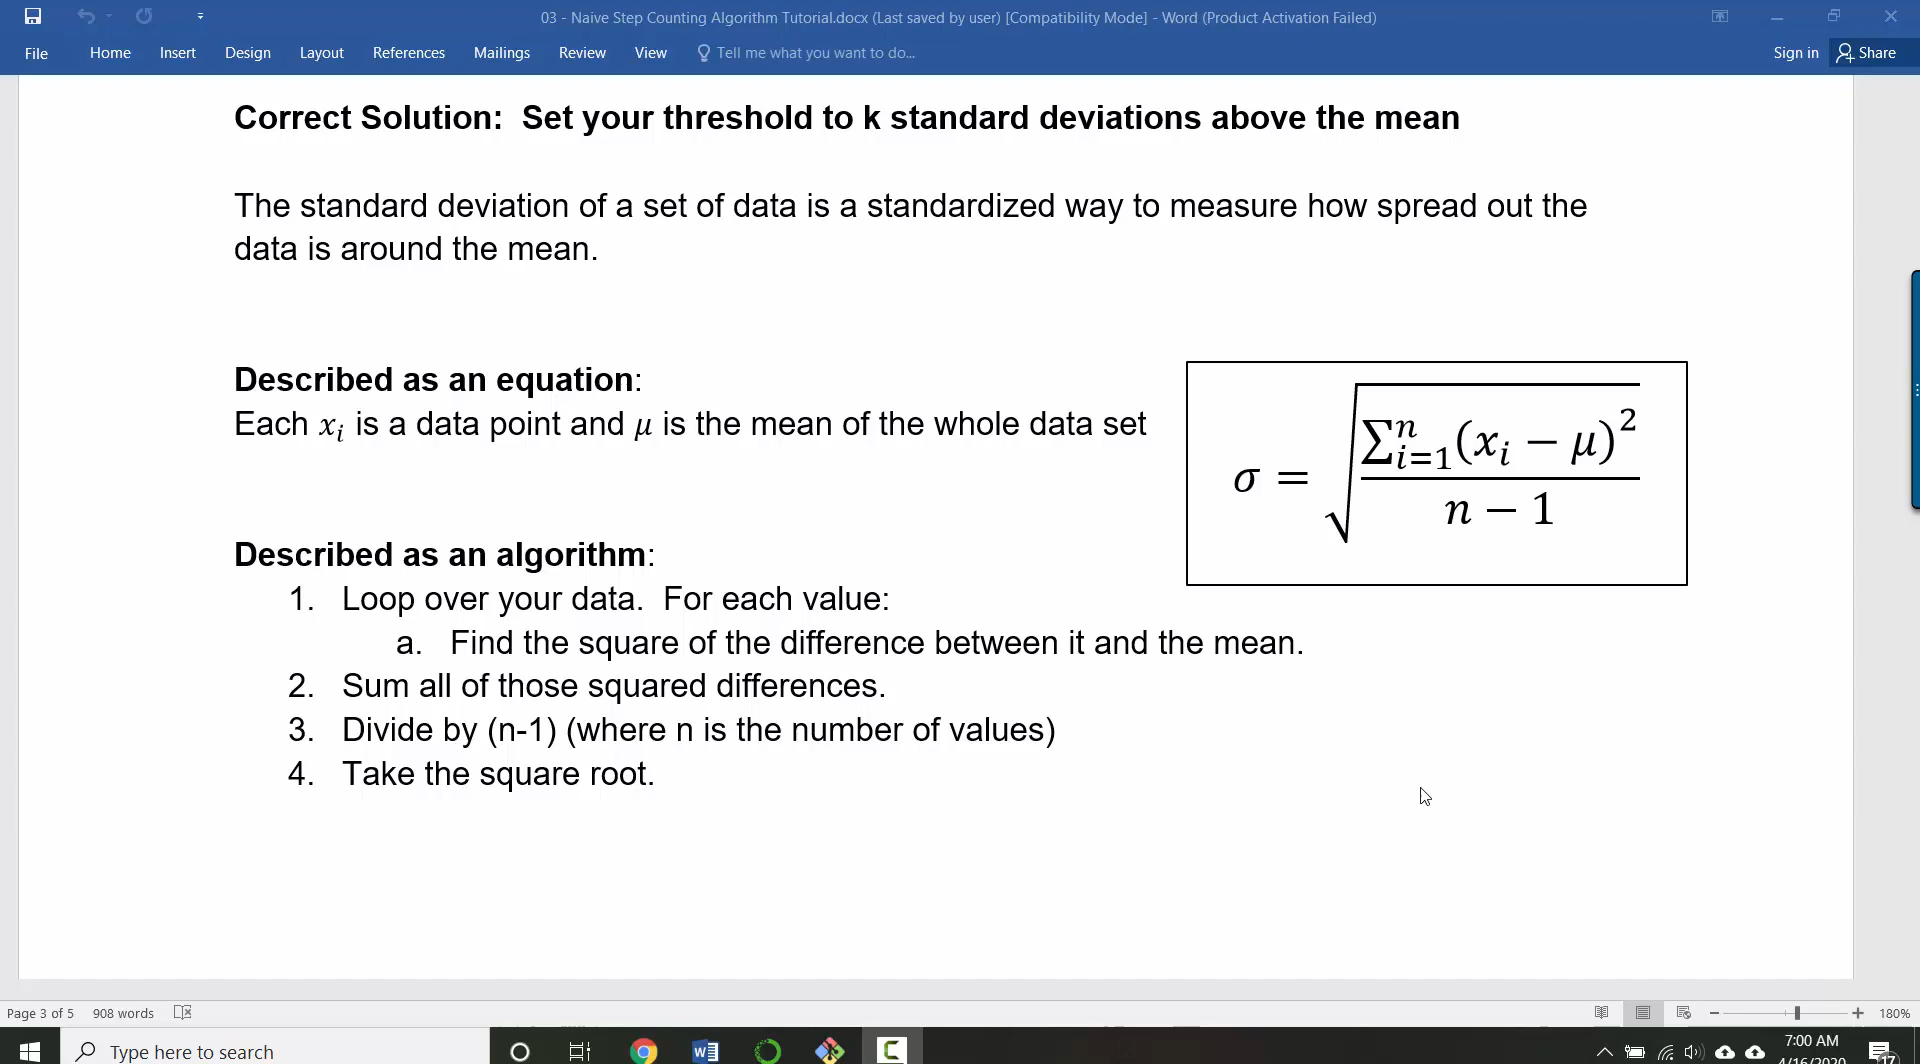 03 - Naive Step Counting Algorithm Tutorial.docx (Last saved by user) [Compatibility Mode] - Word (Product Activation Failed)
File Home Insert Design Layout References Mailings Review View Tell me what you want to do... Sign in Share
Correct Solution:  Set your threshold to k standard deviations above the mean
The standard deviation of a set of data is a standardized way to measure how spread out the
data is around the mean.
Described as an equation:
Each xᵢ is a data point and μ is the mean of the whole data set
σ = √(∑ⁿᵢ₌₁(xᵢ − μ)² / (n − 1))
Described as an algorithm:
1. Loop over your data.  For each value:
a. Find the square of the difference between it and the mean.
2. Sum all of those squared differences.
3. Divide by (n-1) (where n is the number of values)
4. Take the square root.
Page 3 of 5 908 words 180%
Type here to search
7:00 AM
4/16/2020
17